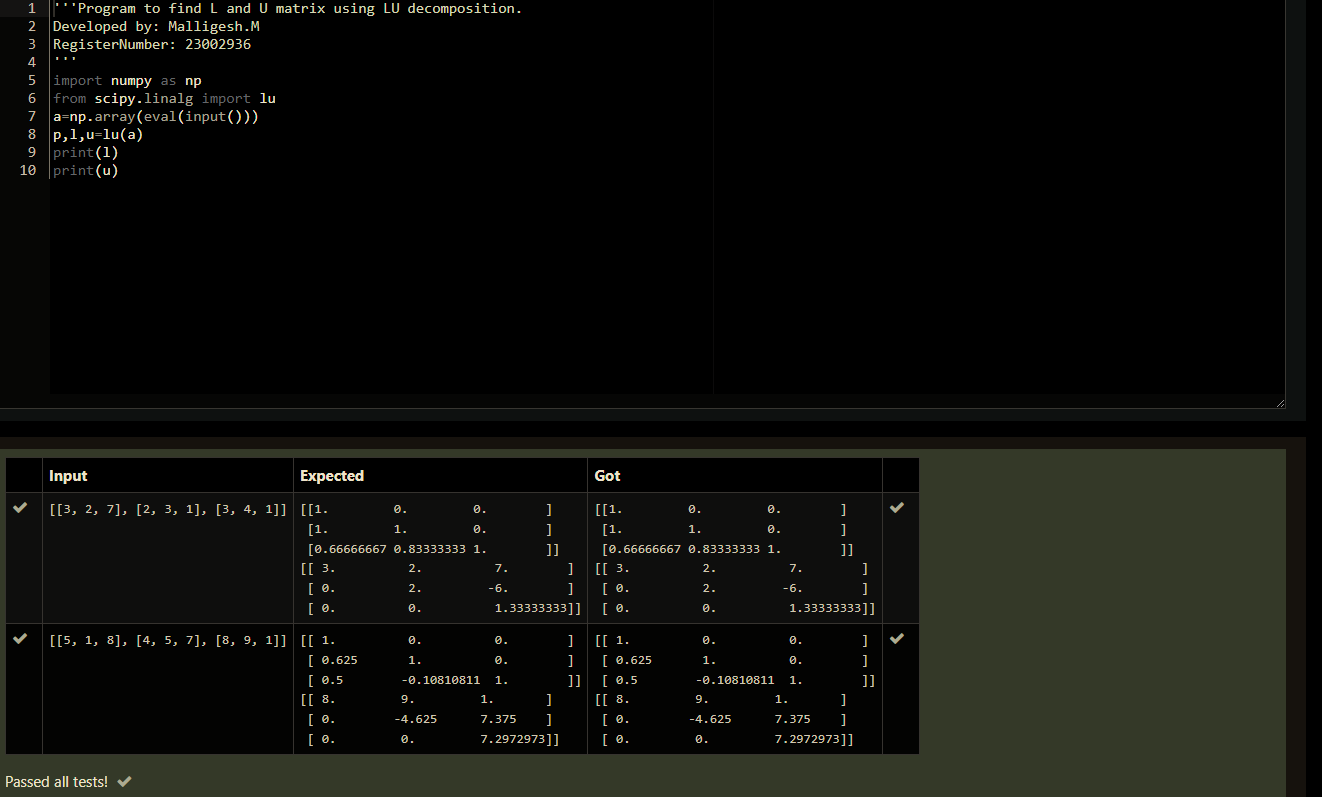 1 '''Program to find L and U matrix using LU decomposition.
2 Developed by: Malligesh.M
3 RegisterNumber: 23002936
4 '''
5 import numpy as np
6 from scipy.linalg import lu
7 a=np.array(eval(input()))
8 p,l,u=lu(a)
9 print(l)
10 print(u)
Input Expected Got
[[3, 2, 7], [2, 3, 1], [3, 4, 1]] [[1. 0. 0. ] [[1. 0. 0. ]
[1. 1. 0. ] [1. 1. 0. ]
[0.66666667 0.83333333 1. ]] [0.66666667 0.83333333 1. ]]
[[ 3. 2. 7. ] [[ 3. 2. 7. ]
[ 0. 2. -6. ] [ 0. 2. -6. ]
[ 0. 0. 1.33333333]] [ 0. 0. 1.33333333]]
[[5, 1, 8], [4, 5, 7], [8, 9, 1]] [[ 1. 0. 0. ] [[ 1. 0. 0. ]
[ 0.625 1. 0. ] [ 0.625 1. 0. ]
[ 0.5 -0.10810811 1. ]] [ 0.5 -0.10810811 1. ]]
[[ 8. 9. 1. ] [[ 8. 9. 1. ]
[ 0. -4.625 7.375 ] [ 0. -4.625 7.375 ]
[ 0. 0. 7.2972973]] [ 0. 0. 7.2972973]]
Passed all tests!